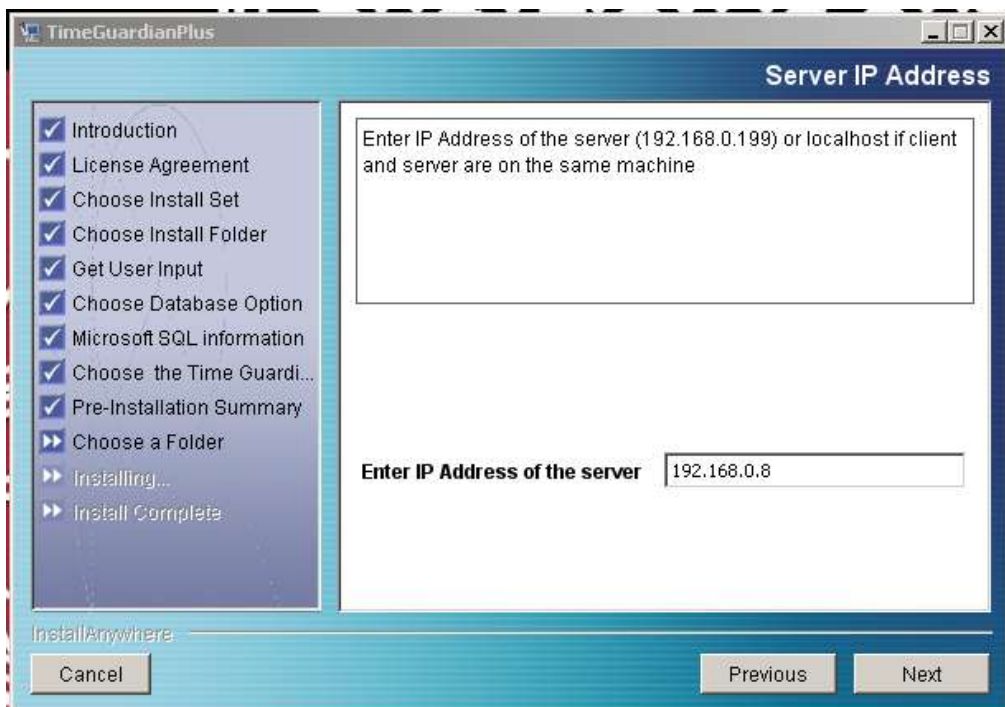 TimeGuardianPlus
Server IP Address
Introduction
License Agreement
Choose Install Set
Choose Install Folder
Get User Input
Choose Database Option
Microsoft SQL information
Choose the Time Guardi...
Pre-Installation Summary
Choose a Folder
Installing...
Install Complete
Enter IP Address of the server (192.168.0.199) or localhost if client
and server are on the same machine
Enter IP Address of the server 192.168.0.8
InstallAnywhere
Cancel Previous Next